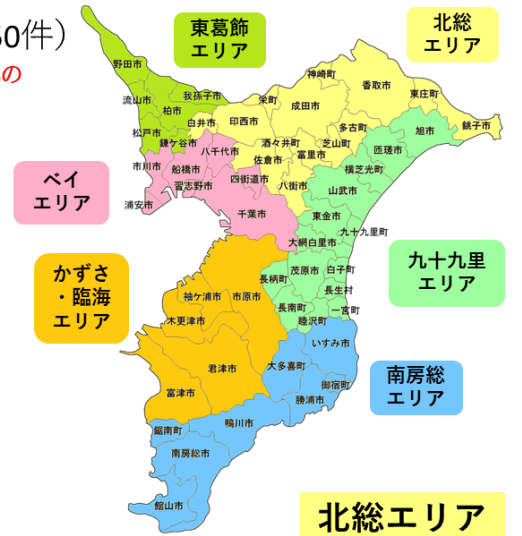 0件）
の
東葛飾
エリア
北総
エリア
野田市
流山市
柏市
我孫子市
松戸市
鎌ケ谷市
白井市
印西市
栄町
成田市
神崎町
香取市
東庄町
銚子市
多古町
旭市
匝瑳市
酒々井町
芝山町
富里市
佐倉市
八街市
横芝光町
山武市
八千代市
市川市
船橋市
習志野市
四街道市
浦安市
千葉市
東金市
九十九里町
大網白里市
ベイ
エリア
九十九里
エリア
かずさ
・臨海
エリア
長柄町
茂原市
白子町
長生村
長南町
一宮町
睦沢町
袖ケ浦市
市原市
木更津市
君津市
富津市
いすみ市
大多喜町
御宿町
勝浦市
南房総
エリア
鴨川市
鋸南町
南房総市
館山市
北総エリア